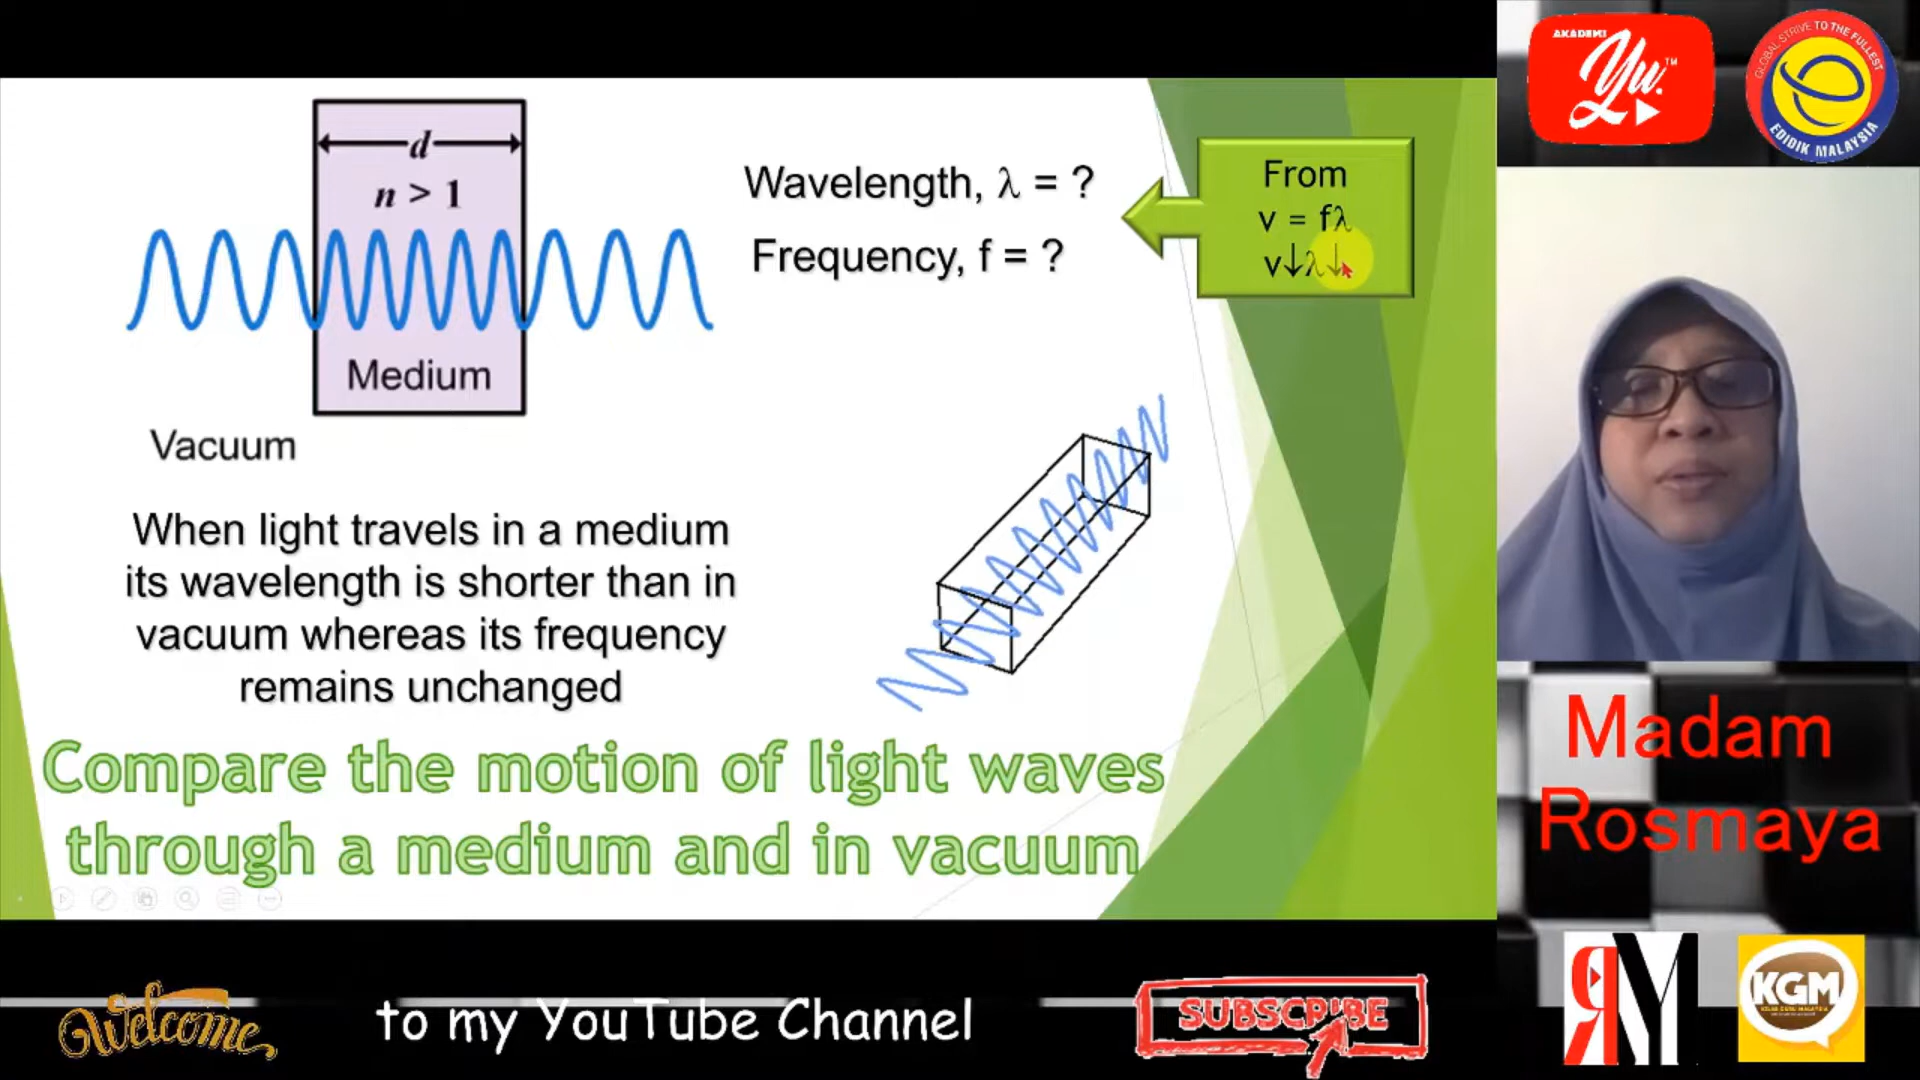 d
n > 1
Medium
Vacuum
Wavelength, λ = ?
Frequency, f = ?
From
v = fλ
v↓λ↓
When light travels in a medium
its wavelength is shorter than in
vacuum whereas its frequency
remains unchanged
Compare the motion of light waves
through a medium and in vacuum
AKADEMI
Yu.™
GLOBAL STRIVE TO THE FULLEST
EDIDIK MALAYSIA
Madam
Rosmaya
Welcome
to my YouTube Channel
SUBSCRIBE
RM
KGM